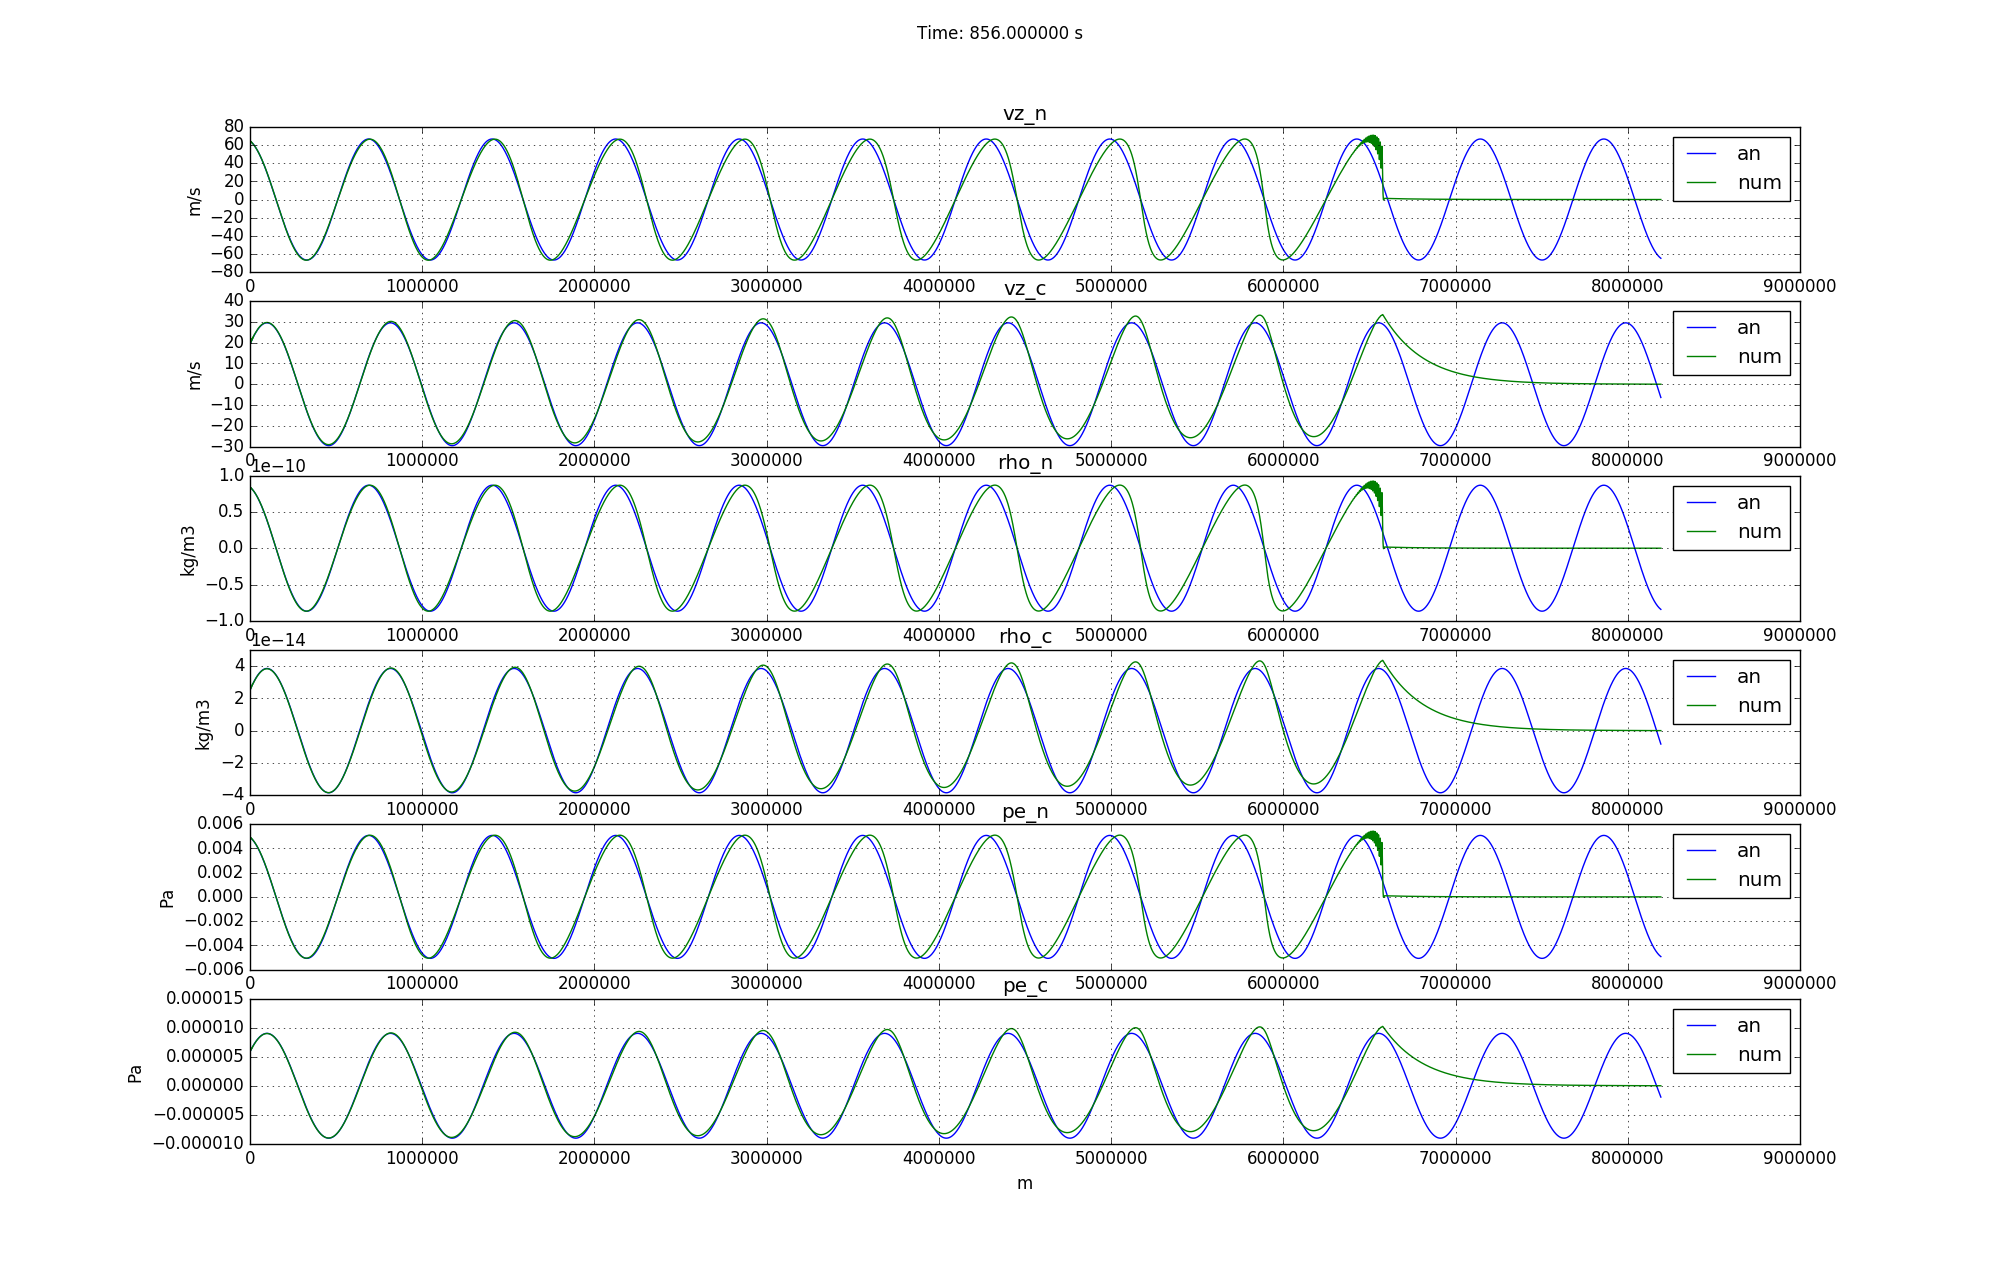 Time: 856.000000 s
vz_n
80
60
40
20
0
−20
−40
−60
−80
m/s
an
num
0 1000000 2000000 3000000 4000000 5000000 6000000 7000000 8000000 9000000
vz_c
40
30
20
10
0
−10
−20
−30
m/s
an
num
0 1000000 2000000 3000000 4000000 5000000 6000000 7000000 8000000 9000000
1e−10
rho_n
1.0
0.5
0.0
−0.5
−1.0
kg/m3
an
num
0 1000000 2000000 3000000 4000000 5000000 6000000 7000000 8000000 9000000
1e−14
rho_c
4
2
0
−2
−4
kg/m3
an
num
0 1000000 2000000 3000000 4000000 5000000 6000000 7000000 8000000 9000000
pe_n
0.006
0.004
0.002
0.000
−0.002
−0.004
−0.006
Pa
an
num
0 1000000 2000000 3000000 4000000 5000000 6000000 7000000 8000000 9000000
pe_c
0.000015
0.000010
0.000005
0.000000
−0.000005
−0.000010
Pa
an
num
0 1000000 2000000 3000000 4000000 5000000 6000000 7000000 8000000 9000000
m